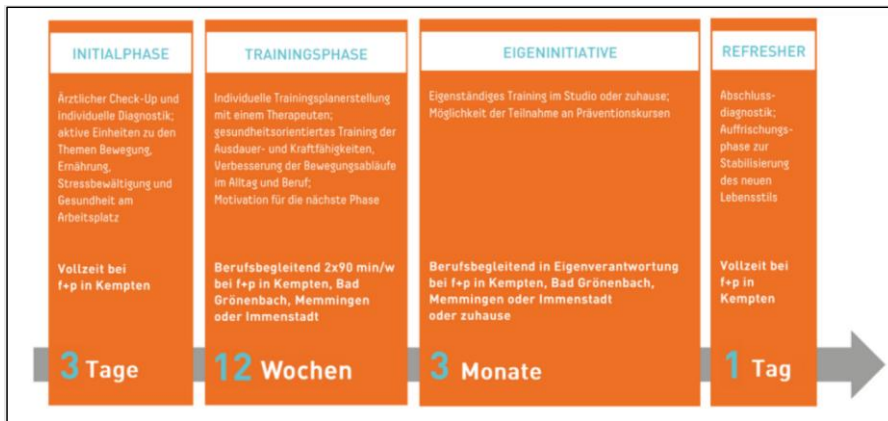 INITIALPHASE
Ärztlicher Check-Up und
individuelle Diagnostik;
aktive Einheiten zu den
Themen Bewegung,
Ernährung,
Stressbewältigung und
Gesundheit am
Arbeitsplatz
Vollzeit bei
f+p in Kempten
3 Tage
TRAININGSPHASE
Individuelle Trainingsplanerstellung
mit einem Therapeuten;
gesundheitsorientiertes Training der
Ausdauer- und Kraftfähigkeiten,
Verbesserung der Bewegungsabläufe
im Alltag und Beruf;
Motivation für die nächste Phase
Berufsbegleitend 2x90 min/w
bei f+p in Kempten, Bad
Grönenbach, Memmingen
oder Immenstadt
12 Wochen
EIGENINITIATIVE
Eigenständiges Training im Studio oder zuhause;
Möglichkeit der Teilnahme an Präventionskursen
Berufsbegleitend in Eigenverantwortung
bei f+p in Kempten, Bad Grönenbach,
Memmingen oder Immenstadt
oder zuhause
3 Monate
REFRESHER
Abschluss-
diagnostik;
Auffrischungs-
phase zur
Stabilisierung
des neuen
Lebensstils
Vollzeit bei
f+p in
Kempten
1 Tag